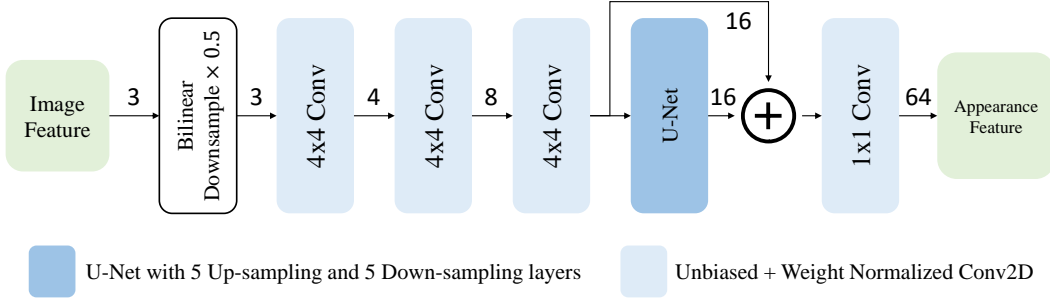 16
Image
Feature
3
Bilinear
Downsample × 0.5
3
4x4 Conv
4
4x4 Conv
8
4x4 Conv
U-Net
16
+
1x1 Conv
64
Appearance
Feature
U-Net with 5 Up-sampling and 5 Down-sampling layers
Unbiased + Weight Normalized Conv2D